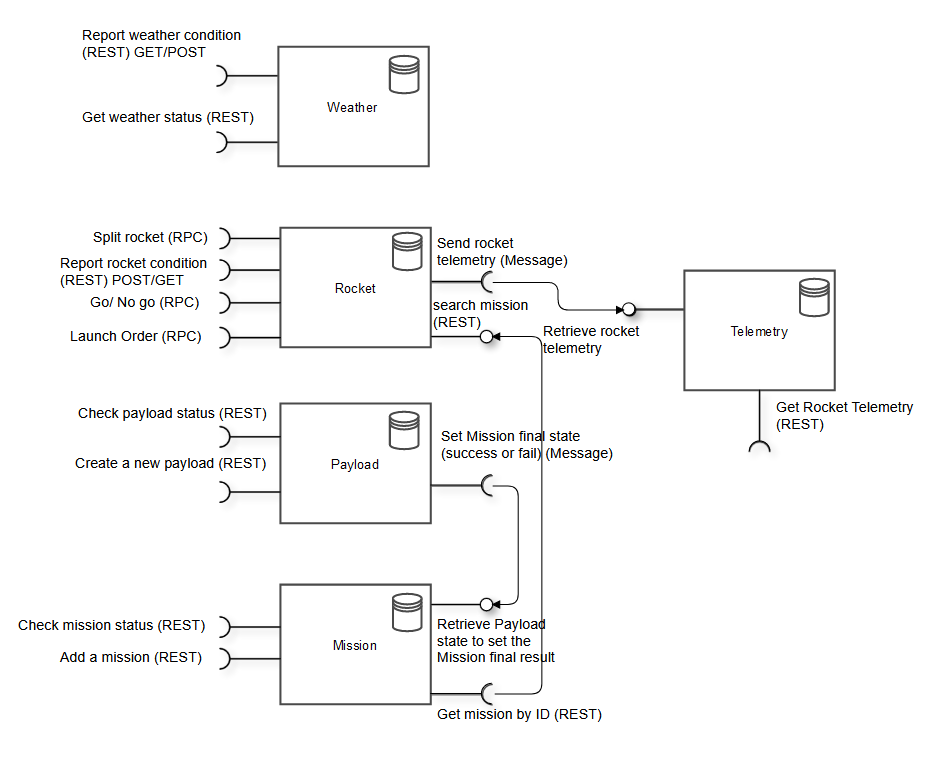 Report weather condition
(REST) GET/POST
Weather
Get weather status (REST)
Split rocket (RPC)
Report rocket condition
(REST) POST/GET
Go/ No go (RPC)
Launch Order (RPC)
Rocket
Send rocket
telemetry (Message)
search mission
(REST)
Retrieve rocket
telemetry
Telemetry
Get Rocket Telemetry
(REST)
Check payload status (REST)
Create a new payload (REST)
Payload
Set Mission final state
(success or fail) (Message)
Check mission status (REST)
Add a mission (REST)
Mission
Retrieve Payload
state to set the
Mission final result
Get mission by ID (REST)